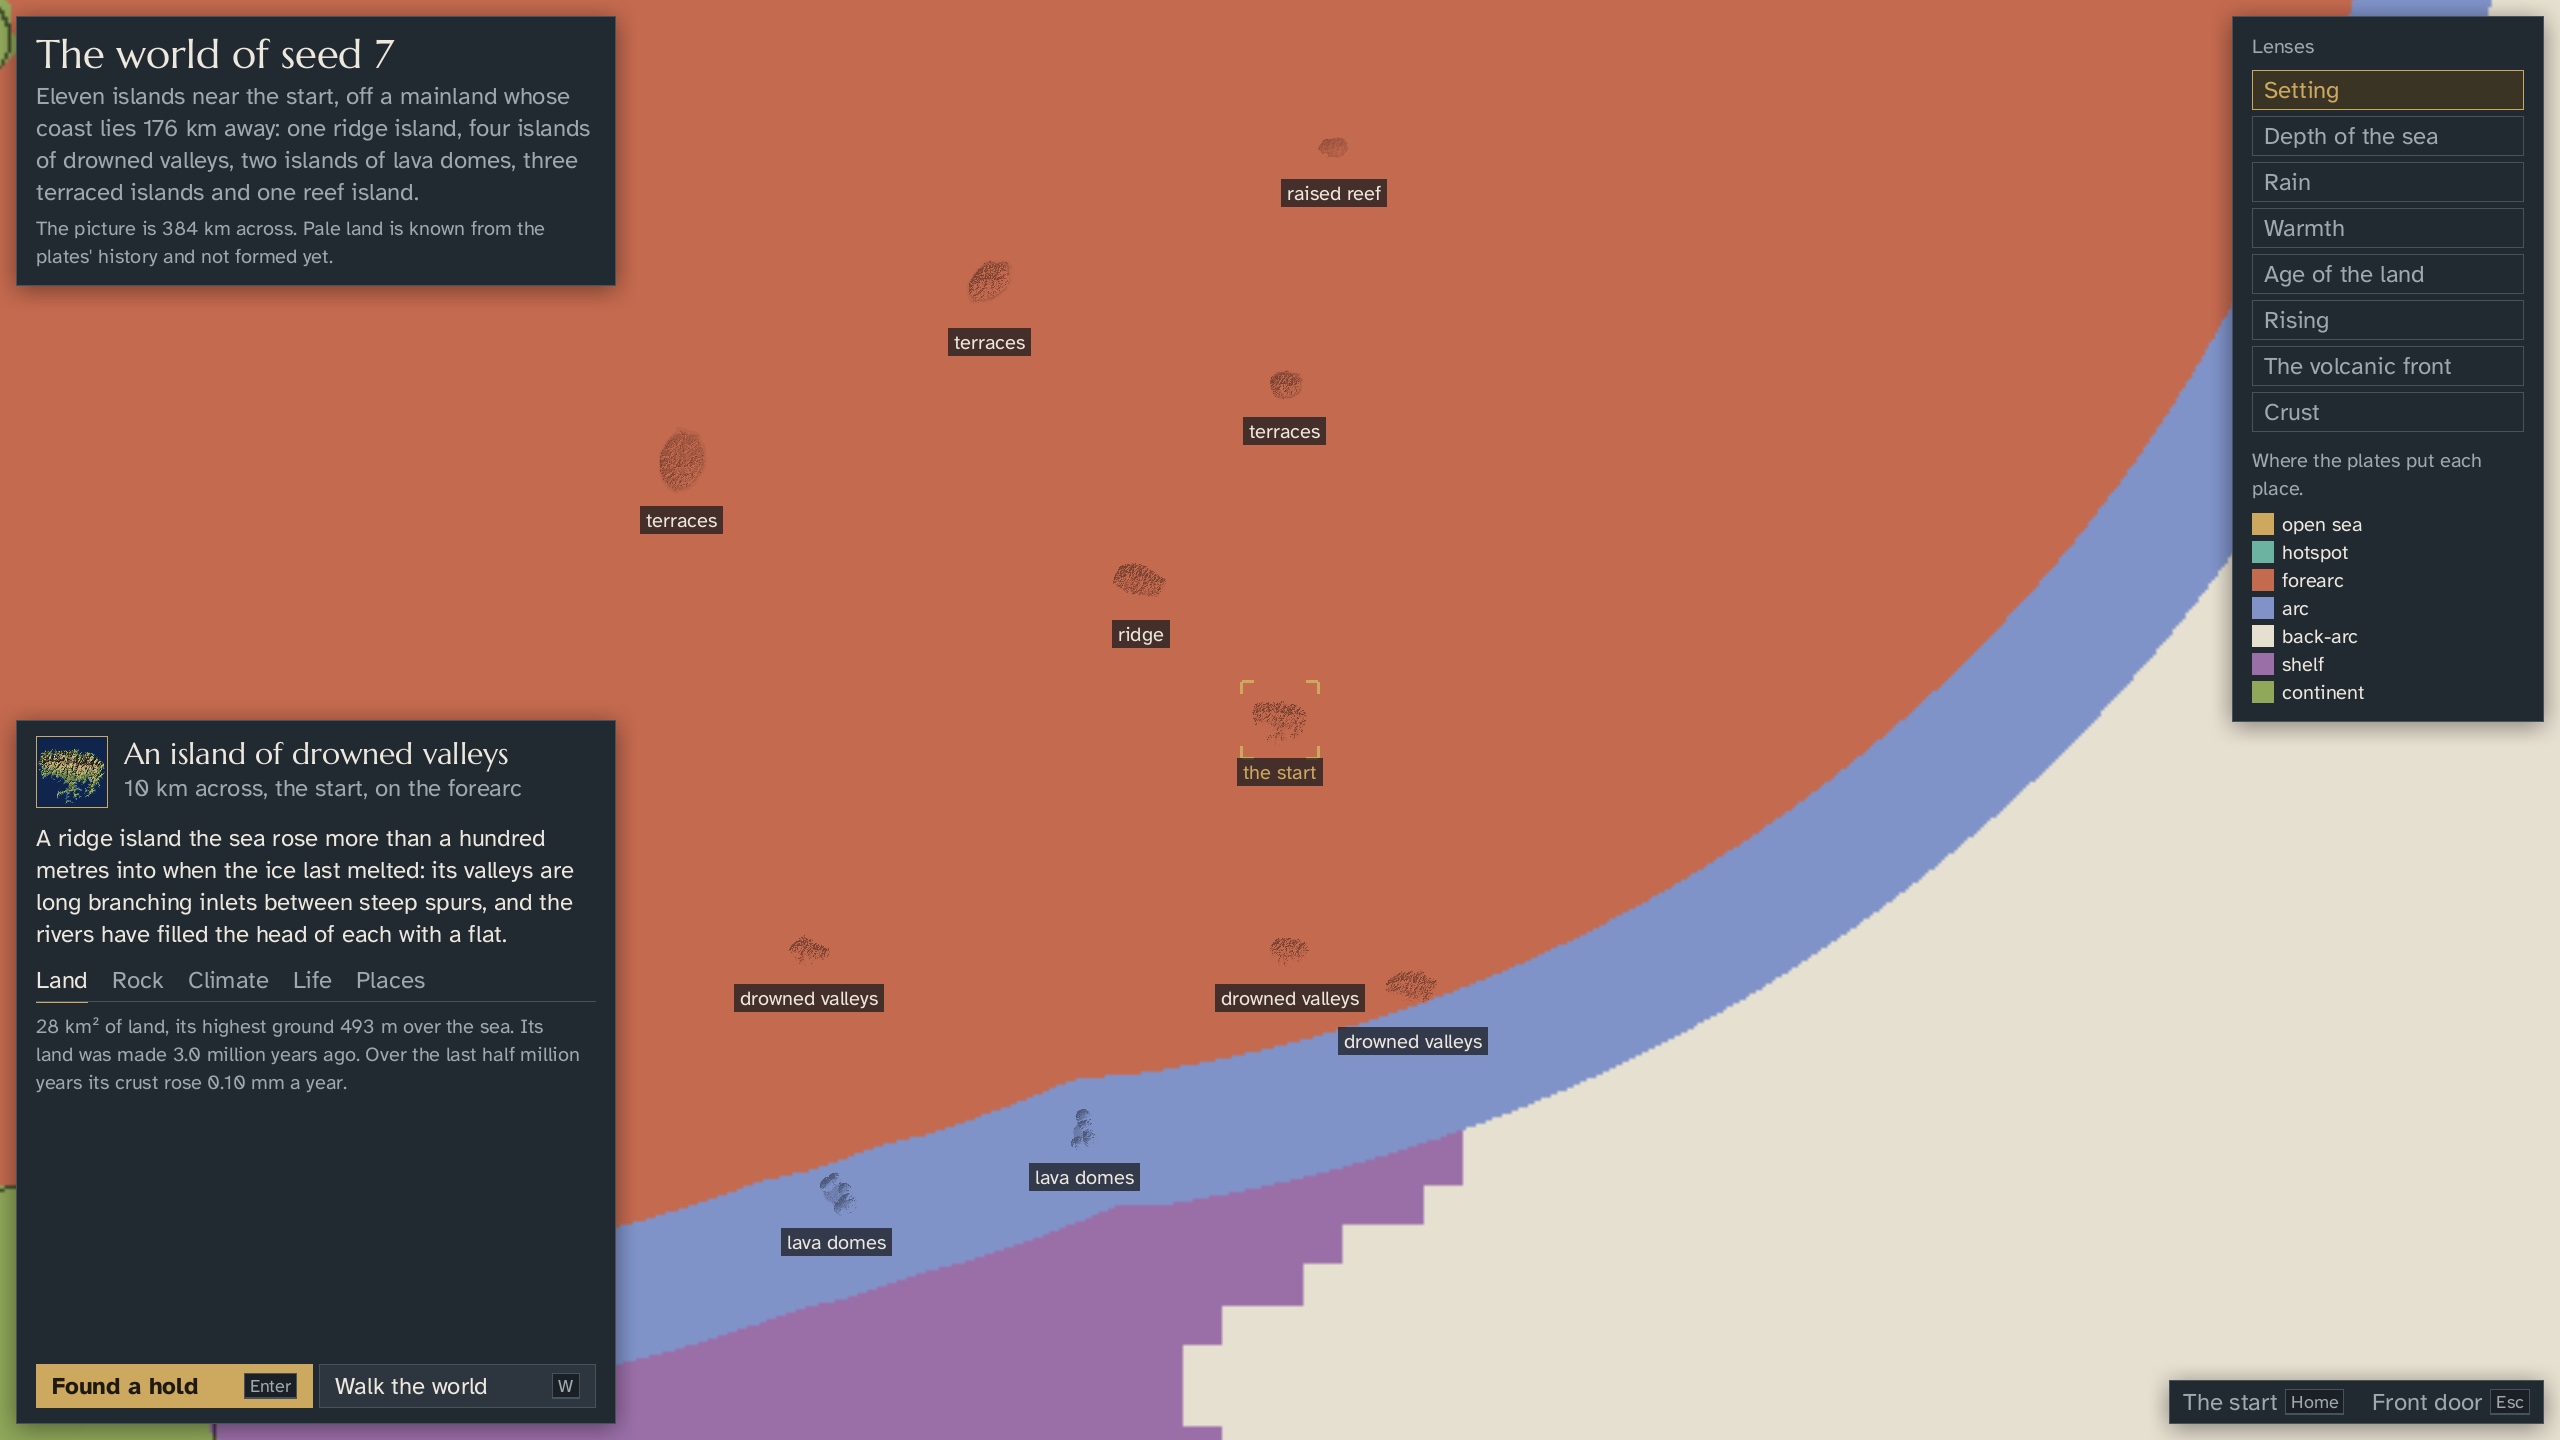 The world of seed 7
Eleven islands near the start, off a mainland whose
coast lies 176 km away: one ridge island, four islands
of drowned valleys, two islands of lava domes, three
terraced islands and one reef island.
The picture is 384 km across. Pale land is known from the
plates' history and not formed yet.
raised reef
terraces
terraces
terraces
ridge
the start
drowned valleys
drowned valleys
drowned valleys
lava domes
lava domes
Lenses
Setting
Depth of the sea
Rain
Warmth
Age of the land
Rising
The volcanic front
Crust
Where the plates put each
place.
open sea
hotspot
forearc
arc
back-arc
shelf
continent
An island of drowned valleys
10 km across, the start, on the forearc
A ridge island the sea rose more than a hundred
metres into when the ice last melted: its valleys are
long branching inlets between steep spurs, and the
rivers have filled the head of each with a flat.
Land Rock Climate Life Places
28 km² of land, its highest ground 493 m over the sea. Its
land was made 3.0 million years ago. Over the last half million
years its crust rose 0.10 mm a year.
Found a hold Enter Walk the world W
The start Home Front door Esc